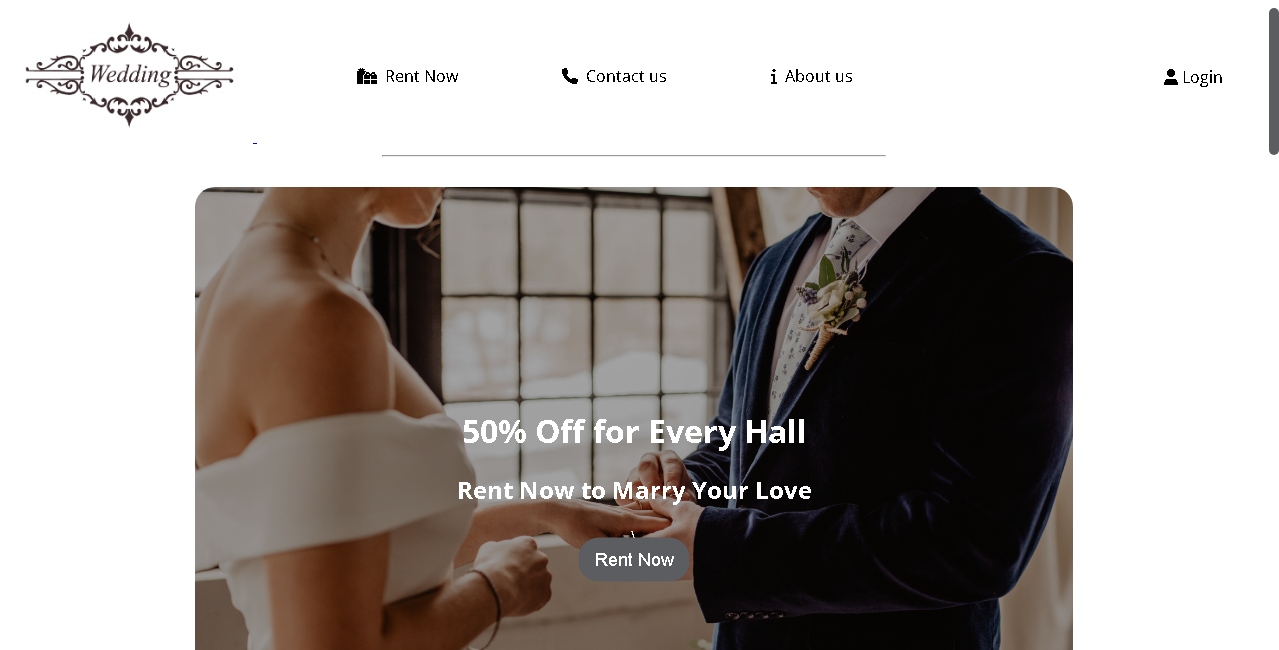 Wedding
Rent Now
Contact us
About us
Login
-
50% Off for Every Hall
Rent Now to Marry Your Love
\
Rent Now